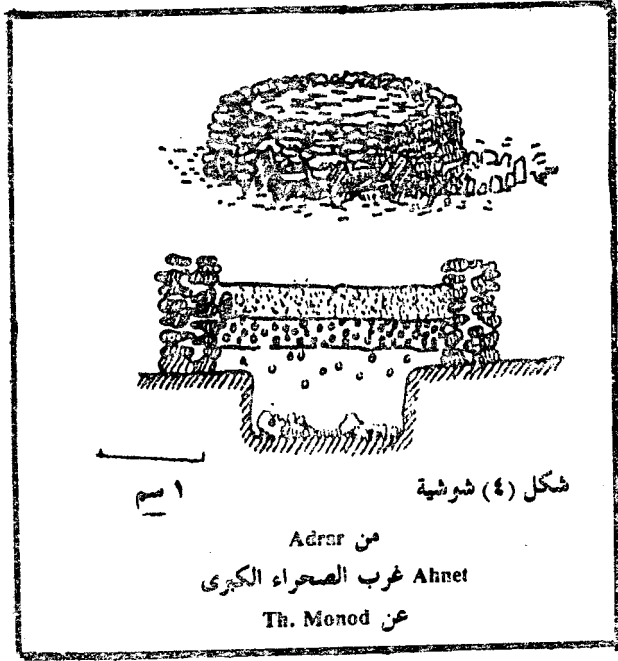 ١ سم
شكل (٤) شوشية
من Adrar
Ahnet غرب الصحراء الكبرى
عن Th. Monod